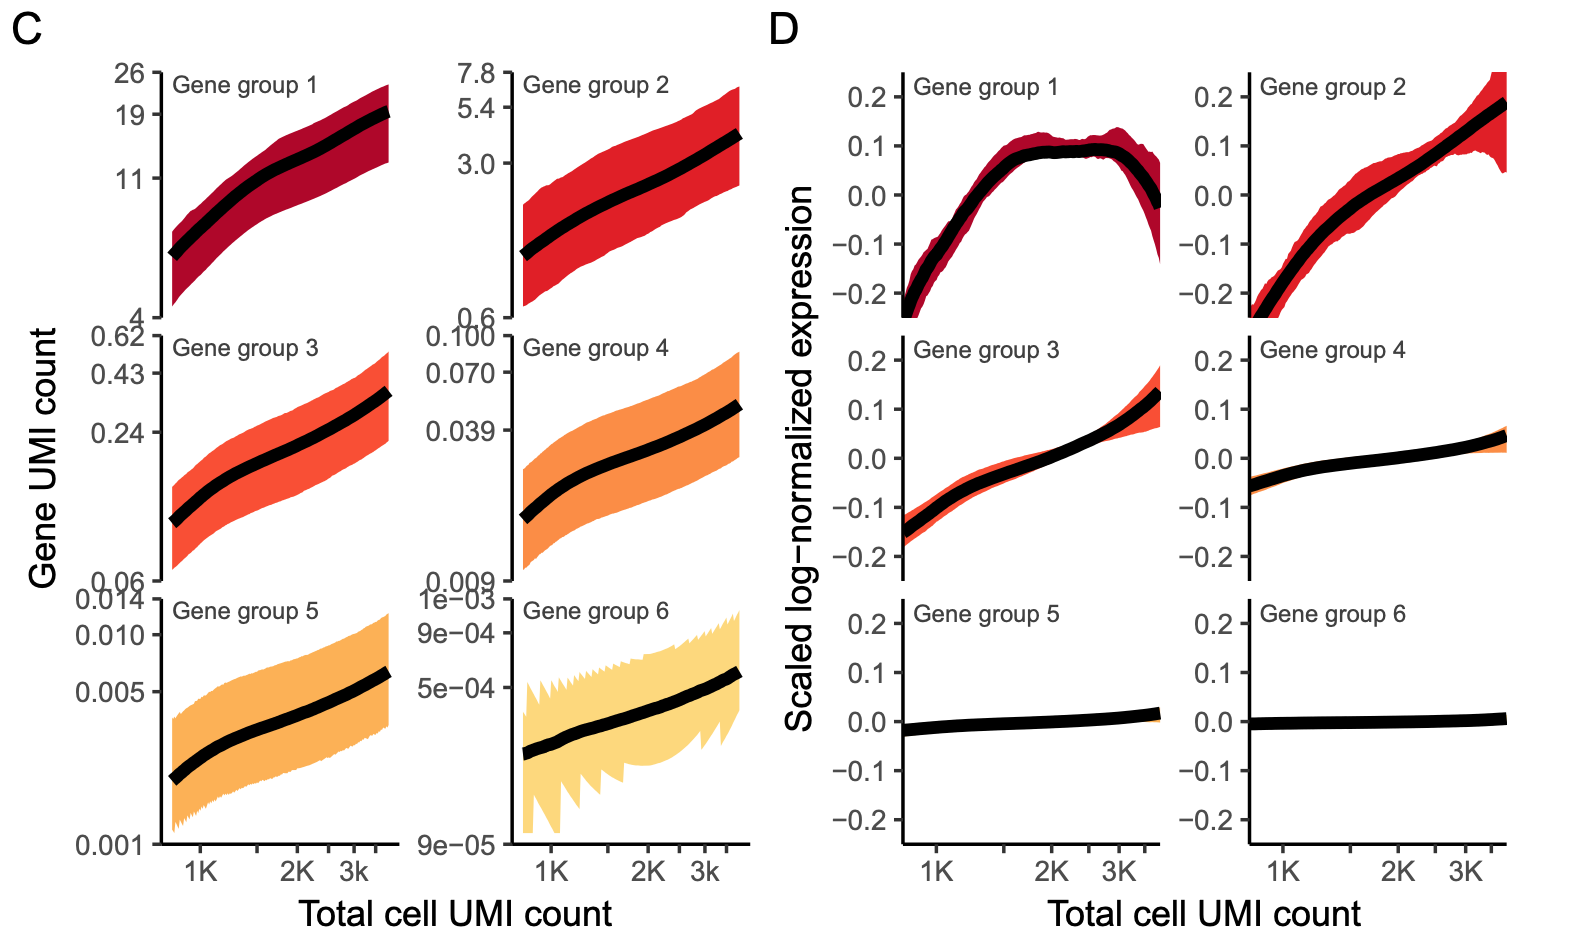 C
D
Gene UMI count
Gene group 1
26
19
11
4
Gene group 2
7.8
5.4
3.0
0.6
Gene group 3
0.62
0.43
0.24
0.06
Gene group 4
0.100
0.070
0.039
0.009
Gene group 5
0.014
0.010
0.005
0.001
Gene group 6
1e−03
9e−04
5e−04
9e−05
1K 2K 3k
1K 2K 3k
Total cell UMI count
Scaled log−normalized expression
Gene group 1
0.2
0.1
0.0
−0.1
−0.2
Gene group 2
0.2
0.1
0.0
−0.1
−0.2
Gene group 3
0.2
0.1
0.0
−0.1
−0.2
Gene group 4
0.2
0.1
0.0
−0.1
−0.2
Gene group 5
0.2
0.1
0.0
−0.1
−0.2
Gene group 6
0.2
0.1
0.0
−0.1
−0.2
1K 2K 3K
1K 2K 3K
Total cell UMI count